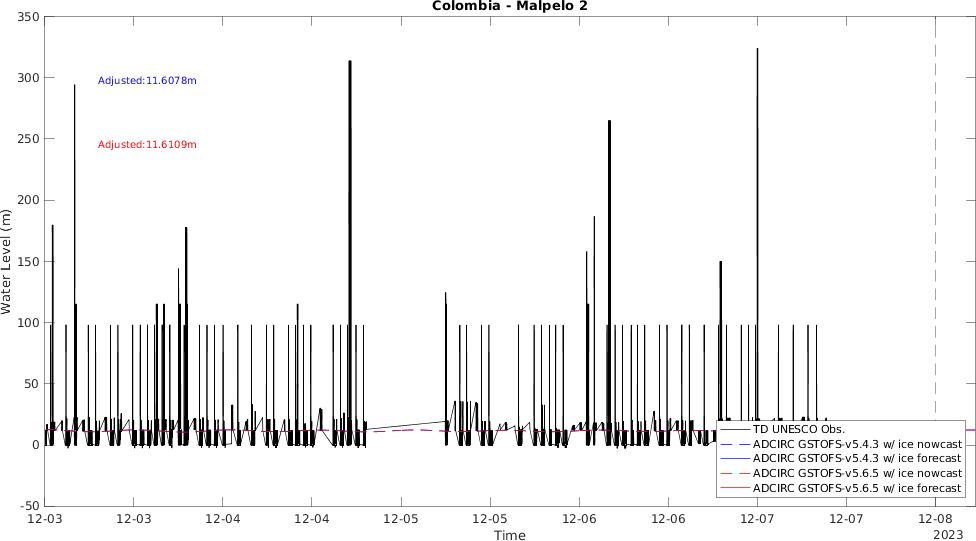 Colombia - Malpelo 2
350
300
250
200
150
100
50
0
-50
Water Level (m)
Adjusted:11.6078m
Adjusted:11.6109m
TD UNESCO Obs.
ADCIRC GSTOFS-v5.4.3 w/ ice nowcast
ADCIRC GSTOFS-v5.4.3 w/ ice forecast
ADCIRC GSTOFS-v5.6.5 w/ ice nowcast
ADCIRC GSTOFS-v5.6.5 w/ ice forecast
12-03 12-03 12-04 12-04 12-05 12-05 12-06 12-06 12-07 12-07 12-08
2023
Time